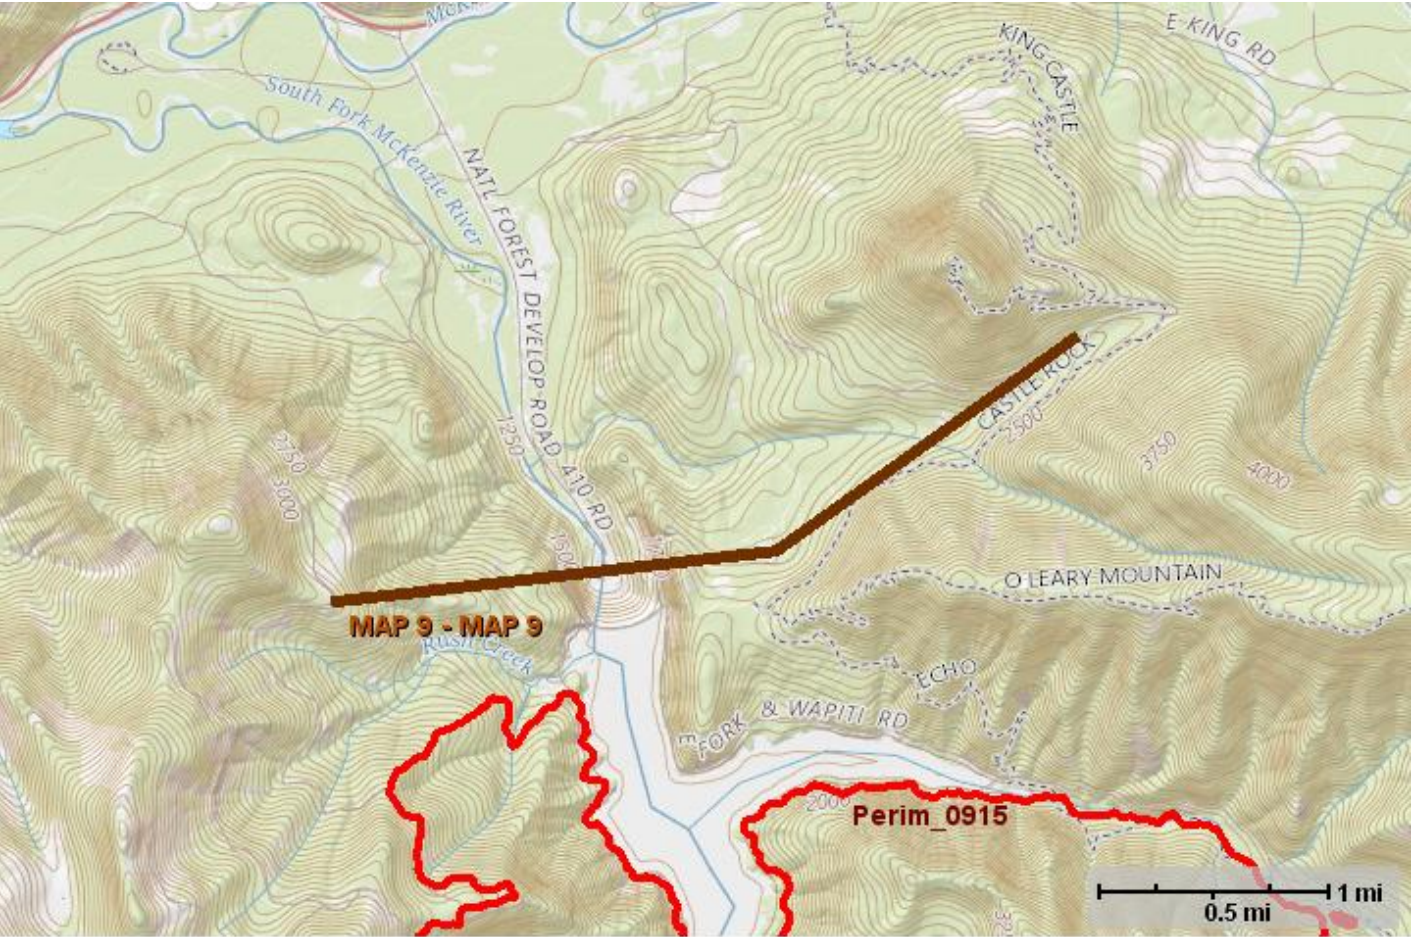 KING CASTLE
E KING RD
South Fork McKenzie River
NATL FOREST DEVELOP ROAD 410 RD
CASTLE ROCK
1250
2500
2750
3000
3750
4000
1500
O LEARY MOUNTAIN
MAP 9 - MAP 9
Rush Creek
ECHO
E FORK & WAPITI RD
2000
Perim_0915
1 mi
0.5 mi